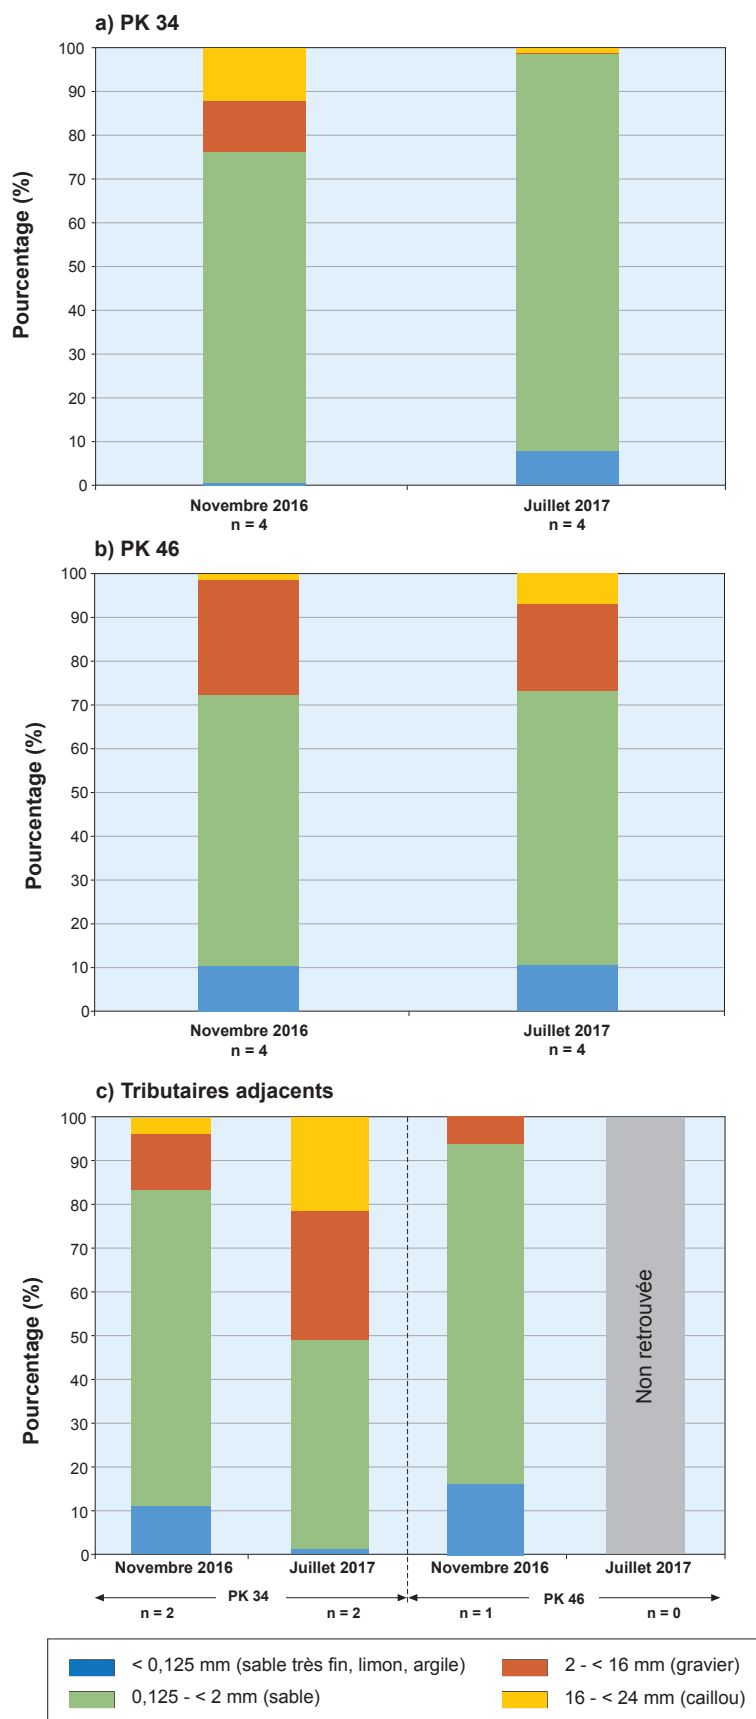 a) PK 34
Pourcentage (%)
100
90
80
70
60
50
40
30
20
10
0
Novembre 2016
n = 4
Juillet 2017
n = 4
b) PK 46
Pourcentage (%)
100
90
80
70
60
50
40
30
20
10
0
Novembre 2016
n = 4
Juillet 2017
n = 4
c) Tributaires adjacents
Pourcentage (%)
100
90
80
70
60
50
40
30
20
10
0
Non retrouvée
Novembre 2016
Juillet 2017
Novembre 2016
Juillet 2017
PK 34
PK 46
n = 2
n = 2
n = 1
n = 0
< 0,125 mm (sable très fin, limon, argile)
2 - < 16 mm (gravier)
0,125 - < 2 mm (sable)
16 - < 24 mm (caillou)